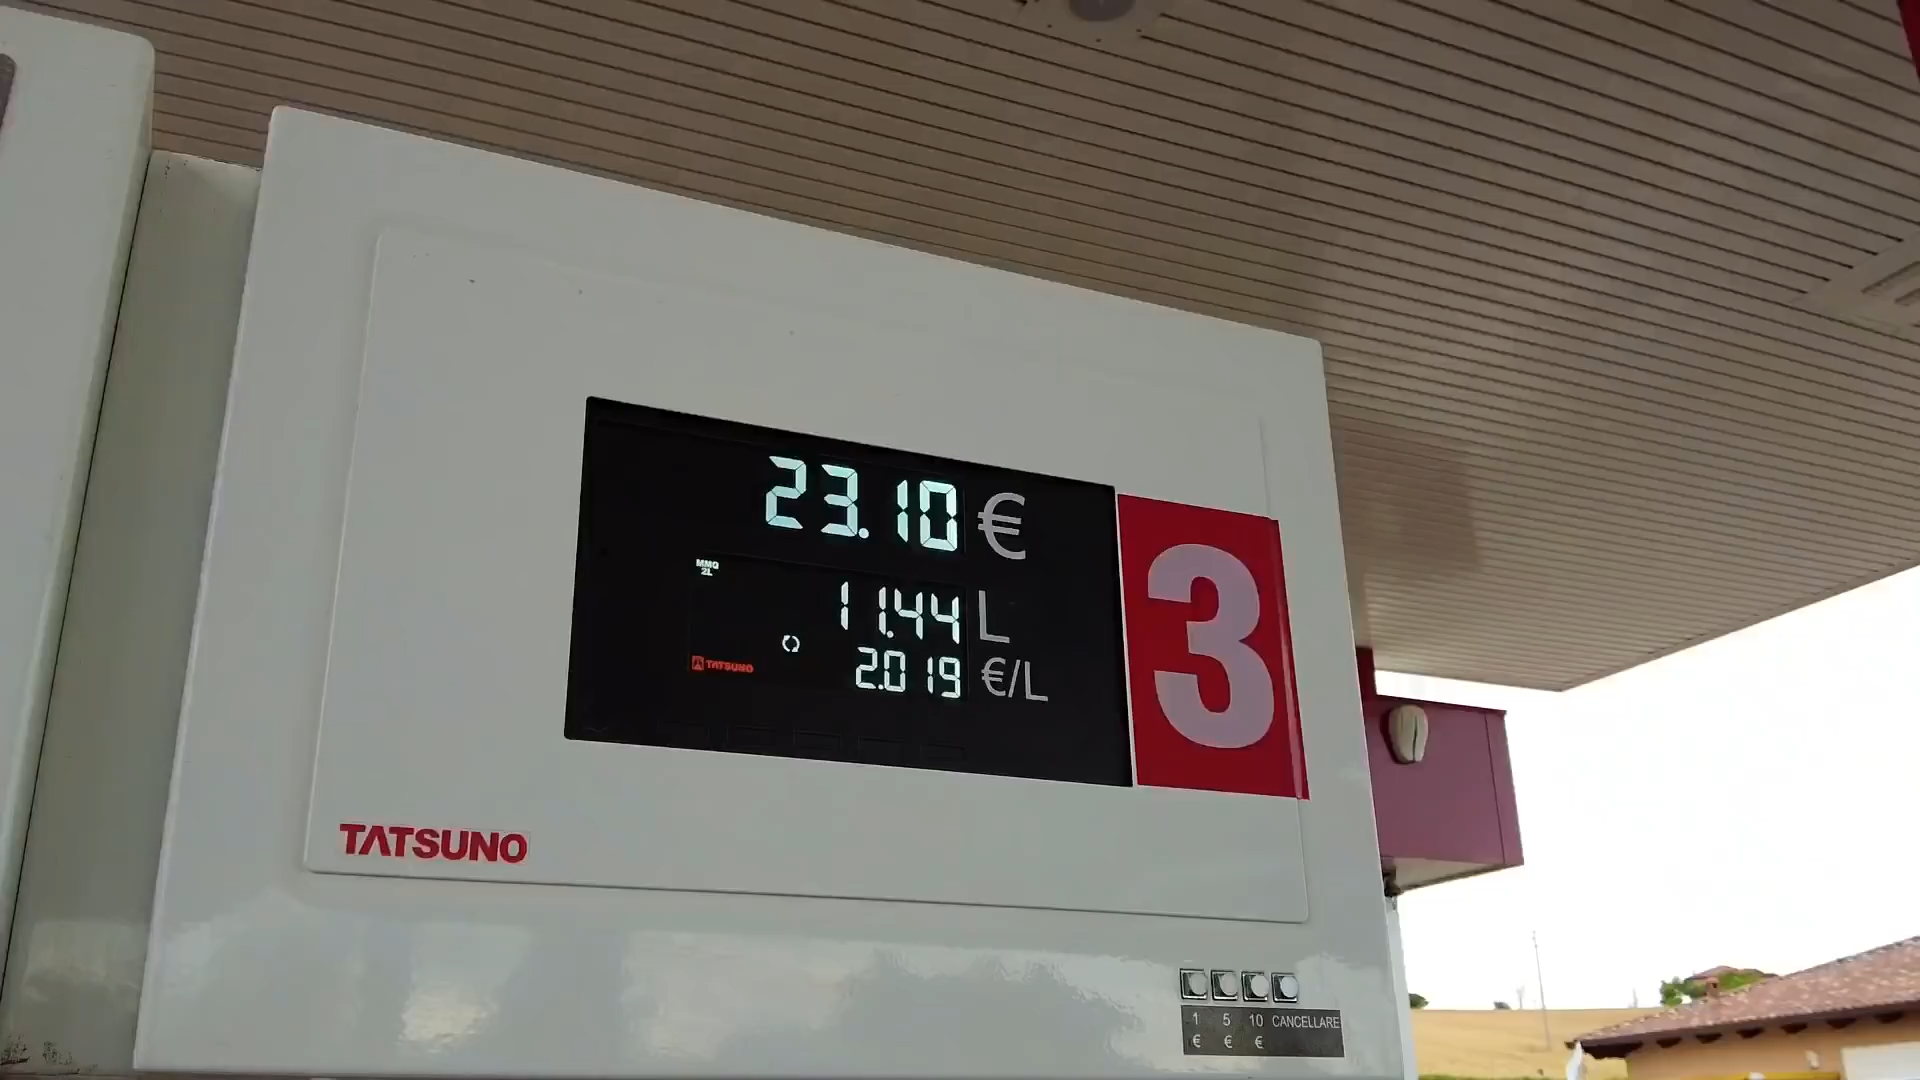 23.10 €
MMQ
2L
11.44 L
TATSUNO
2.019 €/L
3
TATSUNO
1 5 10 CANCELLARE
€ € €